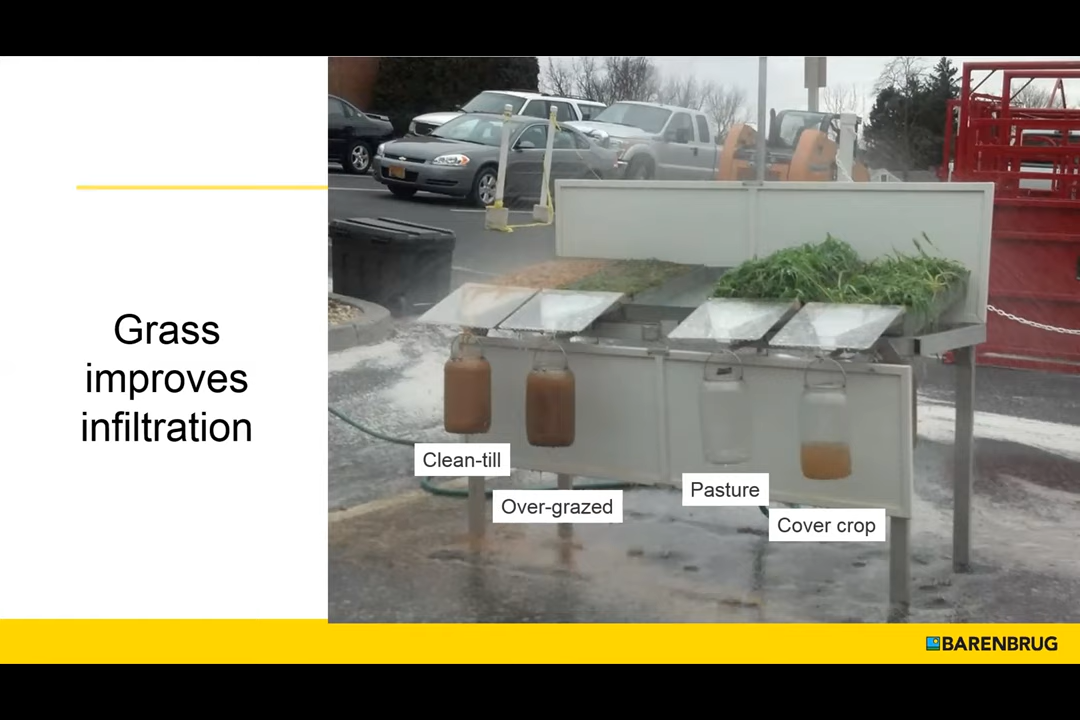 Grass
improves
infiltration
Clean-till
Over-grazed
Pasture
Cover crop
BARENBRUG